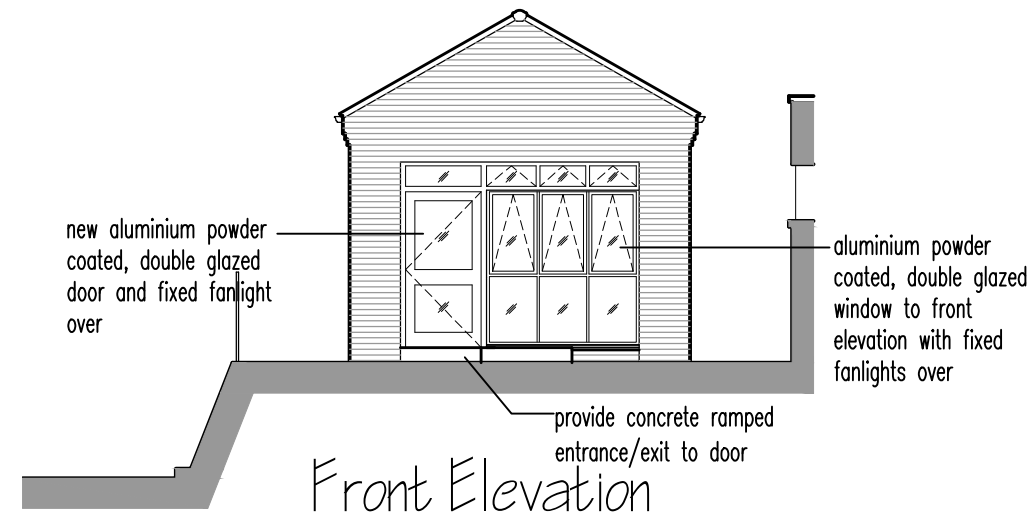 new aluminium powder
coated, double glazed
door and fixed fanlight
over
aluminium powder
coated, double glazed
window to front
elevation with fixed
fanlights over
provide concrete ramped
entrance/exit to door
Front Elevation